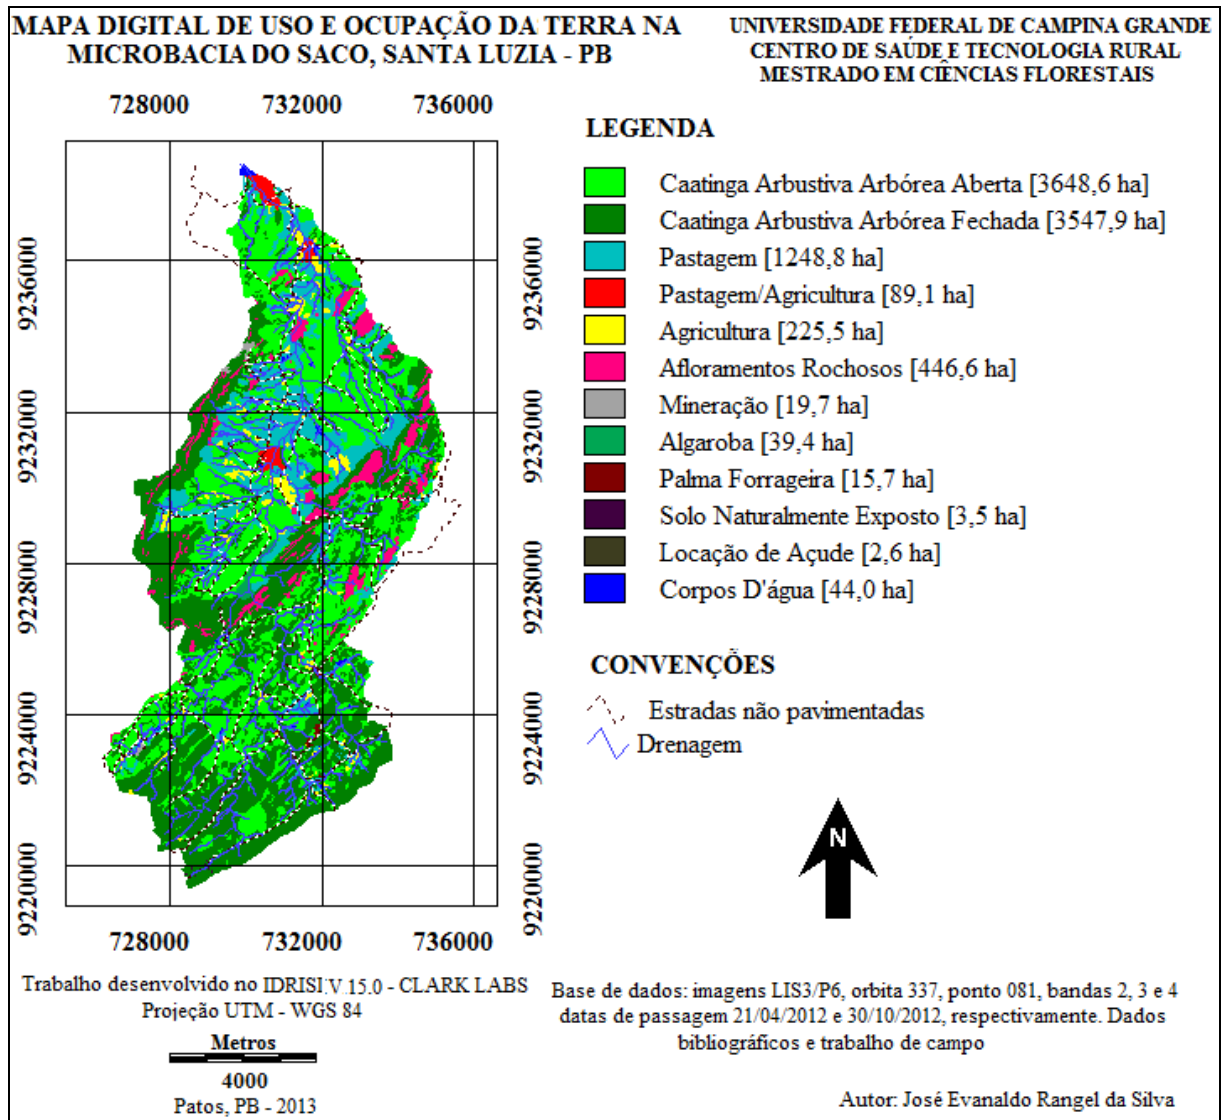 MAPA DIGITAL DE USO E OCUPAÇÃO DA TERRA NA
MICROBACIA DO SACO, SANTA LUZIA - PB
UNIVERSIDADE FEDERAL DE CAMPINA GRANDE
CENTRO DE SAÚDE E TECNOLOGIA RURAL
MESTRADO EM CIÊNCIAS FLORESTAIS
728000 732000 736000
9236000 9236000
9232000 9232000
9228000 9228000
9224000 9224000
9220000 9220000
728000 732000 736000
LEGENDA
Caatinga Arbustiva Arbórea Aberta [3648,6 ha]
Caatinga Arbustiva Arbórea Fechada [3547,9 ha]
Pastagem [1248,8 ha]
Pastagem/Agricultura [89,1 ha]
Agricultura [225,5 ha]
Afloramentos Rochosos [446,6 ha]
Mineração [19,7 ha]
Algaroba [39,4 ha]
Palma Forrageira [15,7 ha]
Solo Naturalmente Exposto [3,5 ha]
Locação de Açude [2,6 ha]
Corpos D'água [44,0 ha]
CONVENÇÕES
Estradas não pavimentadas
Drenagem
N
Trabalho desenvolvido no IDRISI V.15.0 - CLARK LABS
Projeção UTM - WGS 84
Metros
4000
Patos, PB - 2013
Base de dados: imagens LIS3/P6, orbita 337, ponto 081, bandas 2, 3 e 4
datas de passagem 21/04/2012 e 30/10/2012, respectivamente. Dados
bibliográficos e trabalho de campo
Autor: José Evanaldo Rangel da Silva